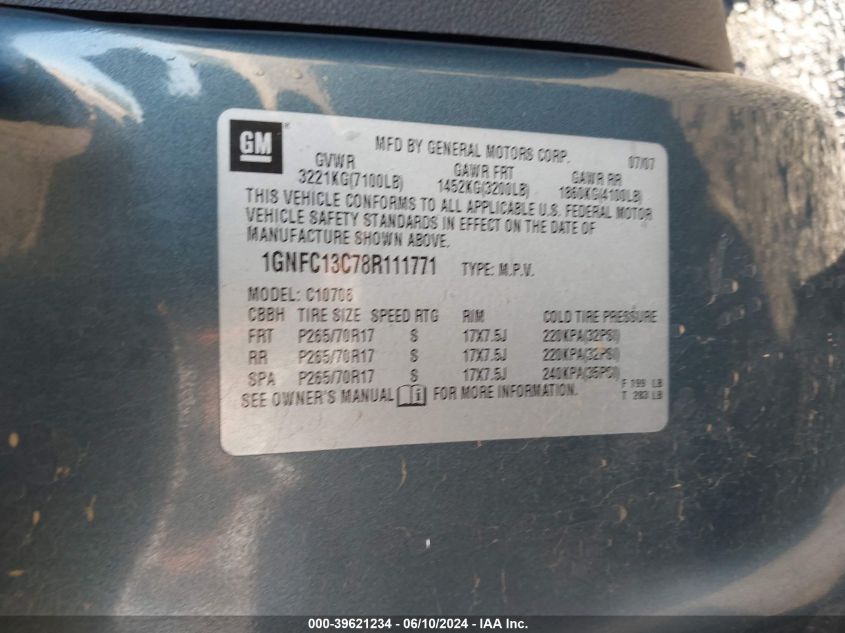 GM
MFD BY GENERAL MOTORS CORP. 07/07
GVWR GAWR FRT GAWR RR
3221KG(7100LB) 1452KG(3200LB) 1860KG(4100LB)
THIS VEHICLE CONFORMS TO ALL APPLICABLE U.S. FEDERAL MOTOR
VEHICLE SAFETY STANDARDS IN EFFECT ON THE DATE OF
MANUFACTURE SHOWN ABOVE.
1GNFC13C78R111771 TYPE: M.P.V.
MODEL: C10706
CBBH TIRE SIZE SPEED RTG RIM COLD TIRE PRESSURE
FRT P265/70R17 S 17X7.5J 220KPA(32PSI)
RR P265/70R17 S 17X7.5J 220KPA(32PSI)
SPA P265/70R17 S 17X7.5J 240KPA(35PSI)
SEE OWNER'S MANUAL i FOR MORE INFORMATION.
F 199 LB
T 283 LB
000-39621234 - 06/10/2024 - IAA Inc.